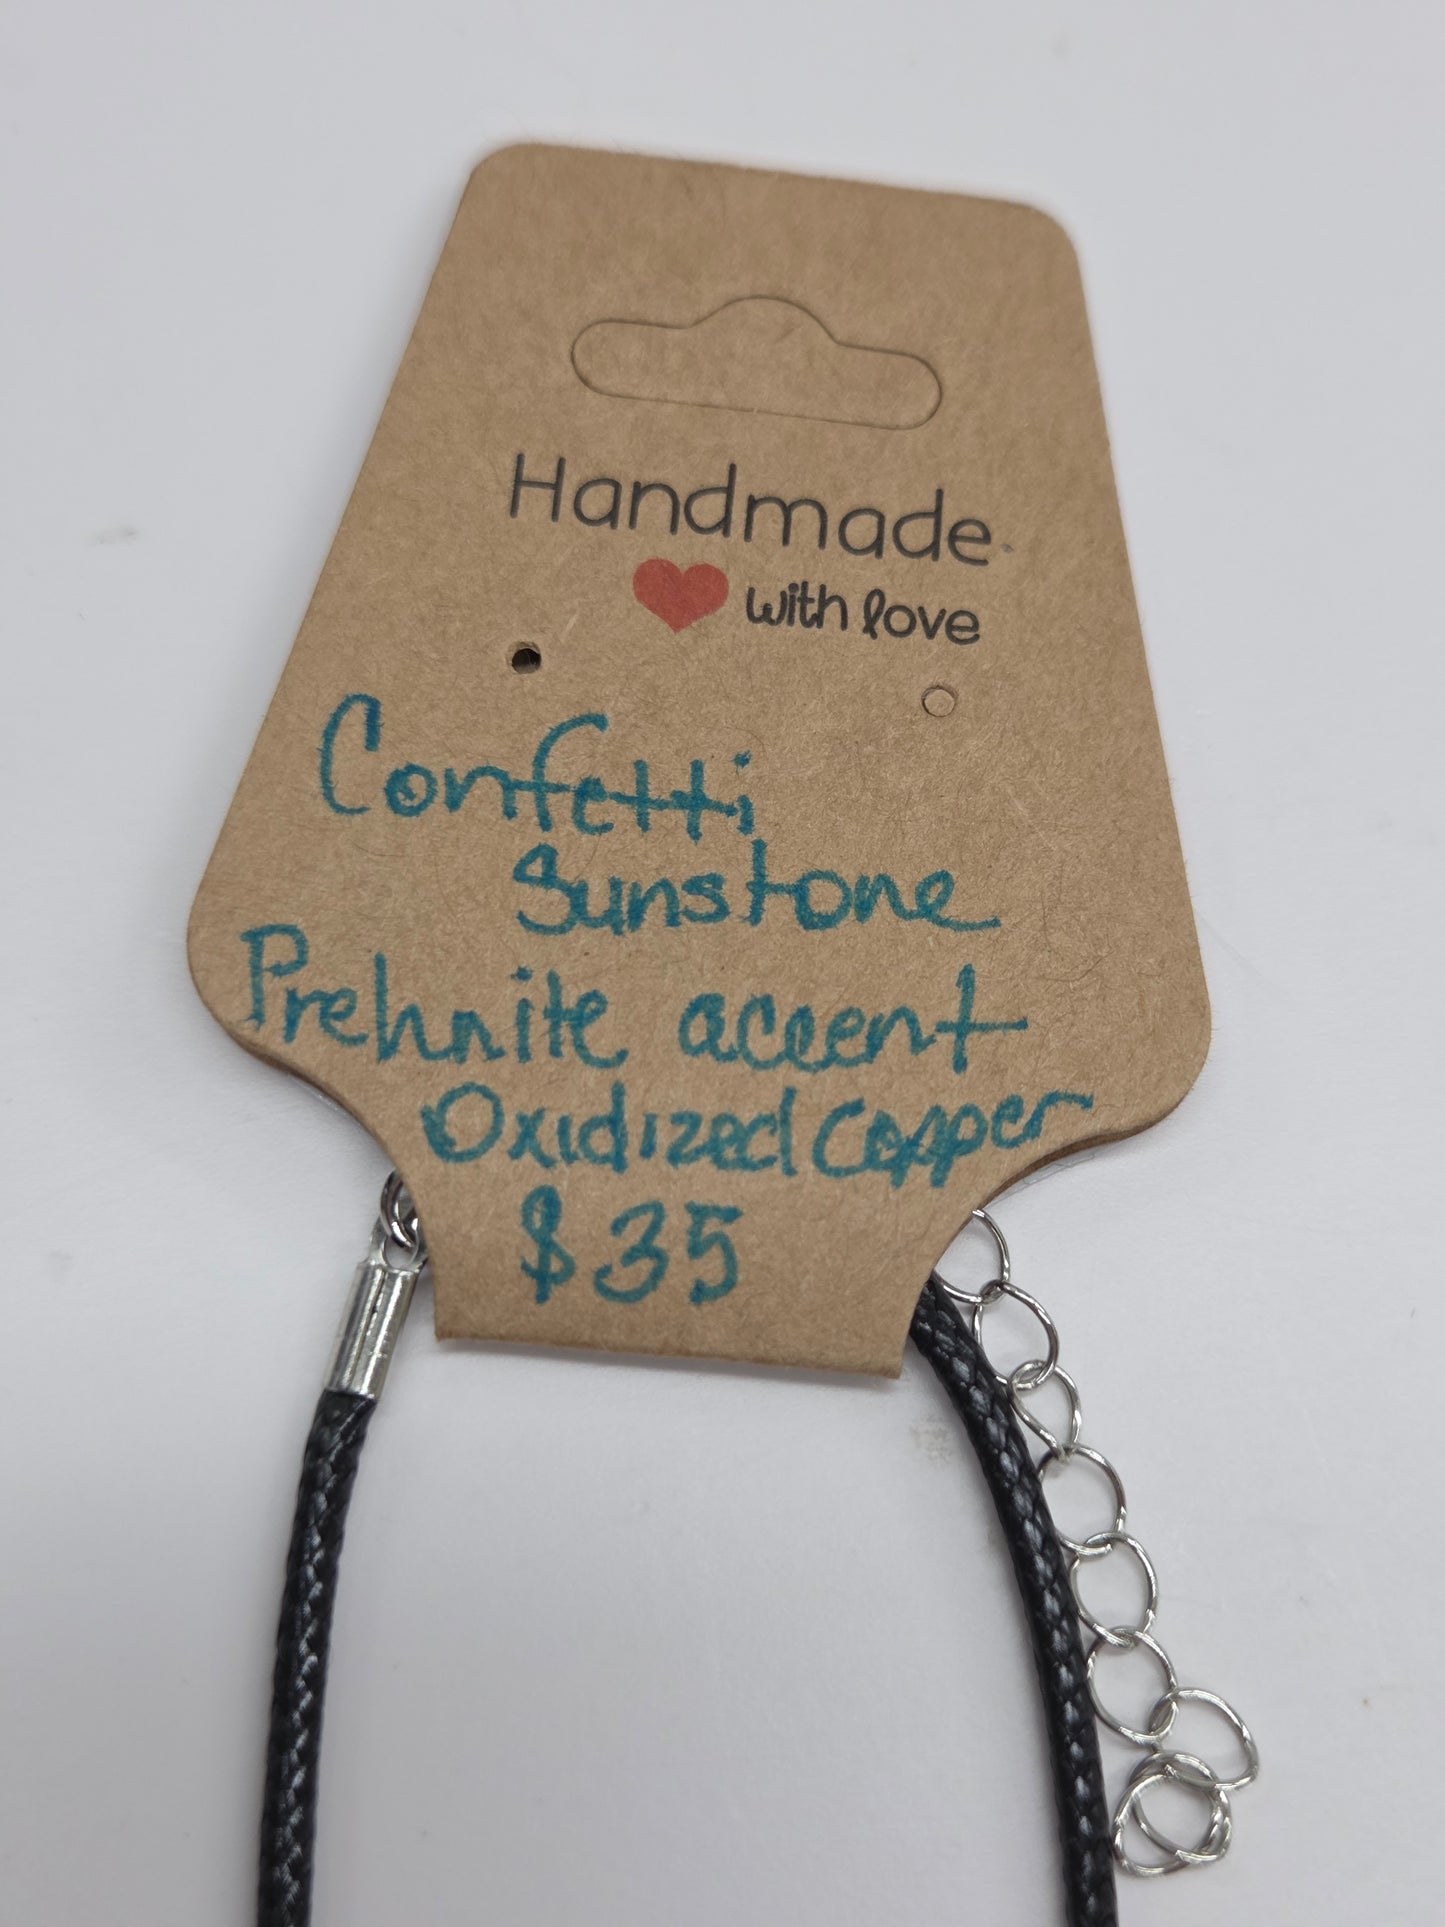 Handmade
with love
Confetti
Sunstone
Prehnite accent
Oxidized Copper
$35